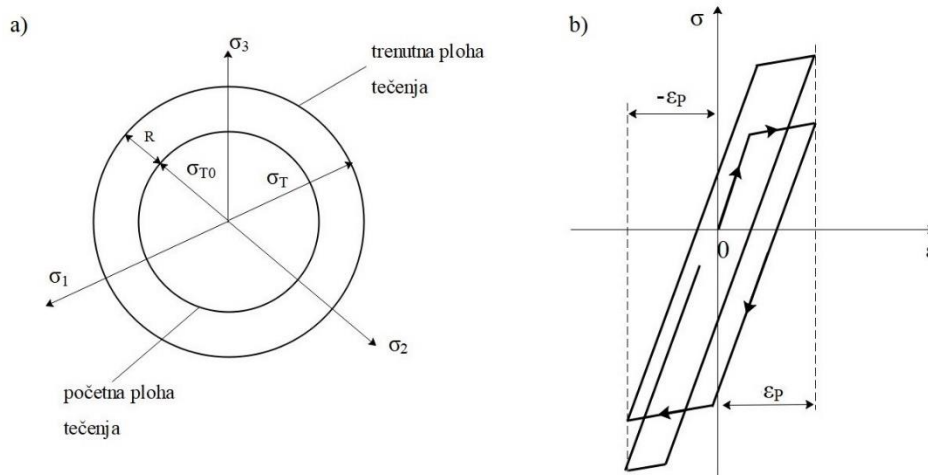 a)
σ3
trenutna ploha
tečenja
R
σT0
σT
σ1
σ2
početna ploha
tečenja
b)
σ
-εP
0
ε
εP